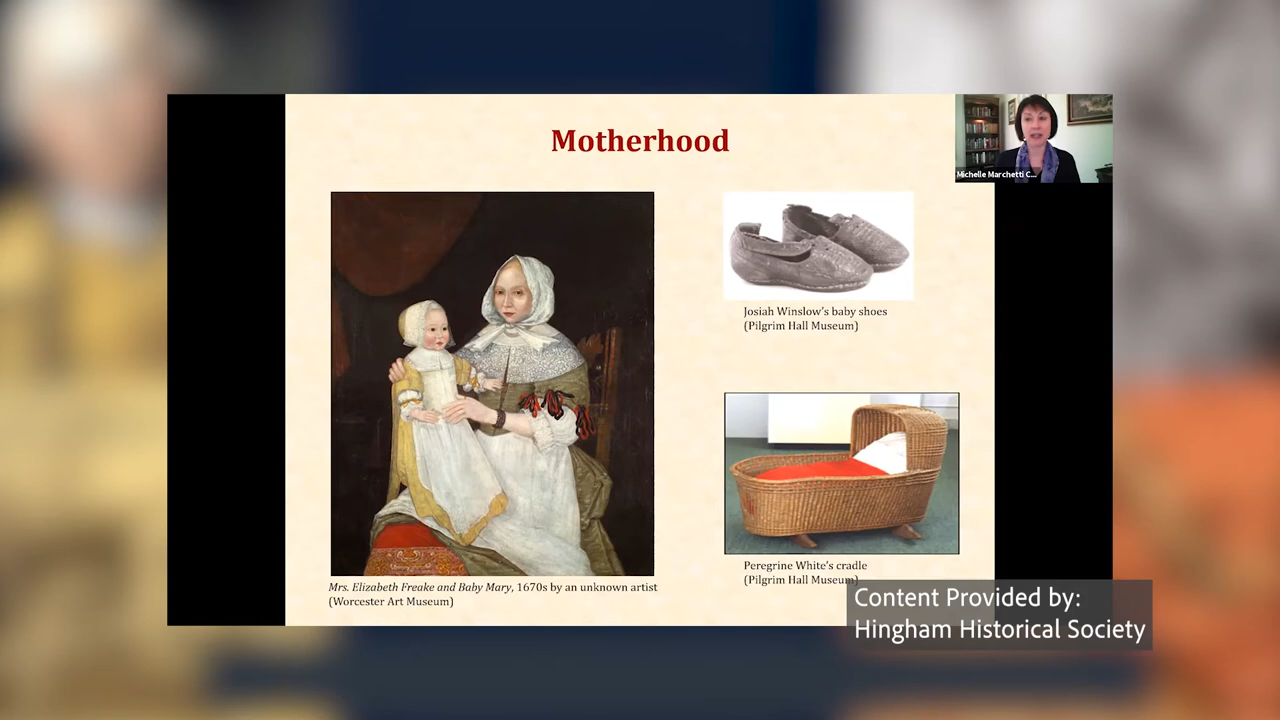 Motherhood
Michelle Marchetti C...
Josiah Winslow's baby shoes
(Pilgrim Hall Museum)
Mrs. Elizabeth Freake and Baby Mary, 1670s by an unknown artist
(Worcester Art Museum)
Peregrine White's cradle
(Pilgrim Hall Museum)
Content Provided by:
Hingham Historical Society